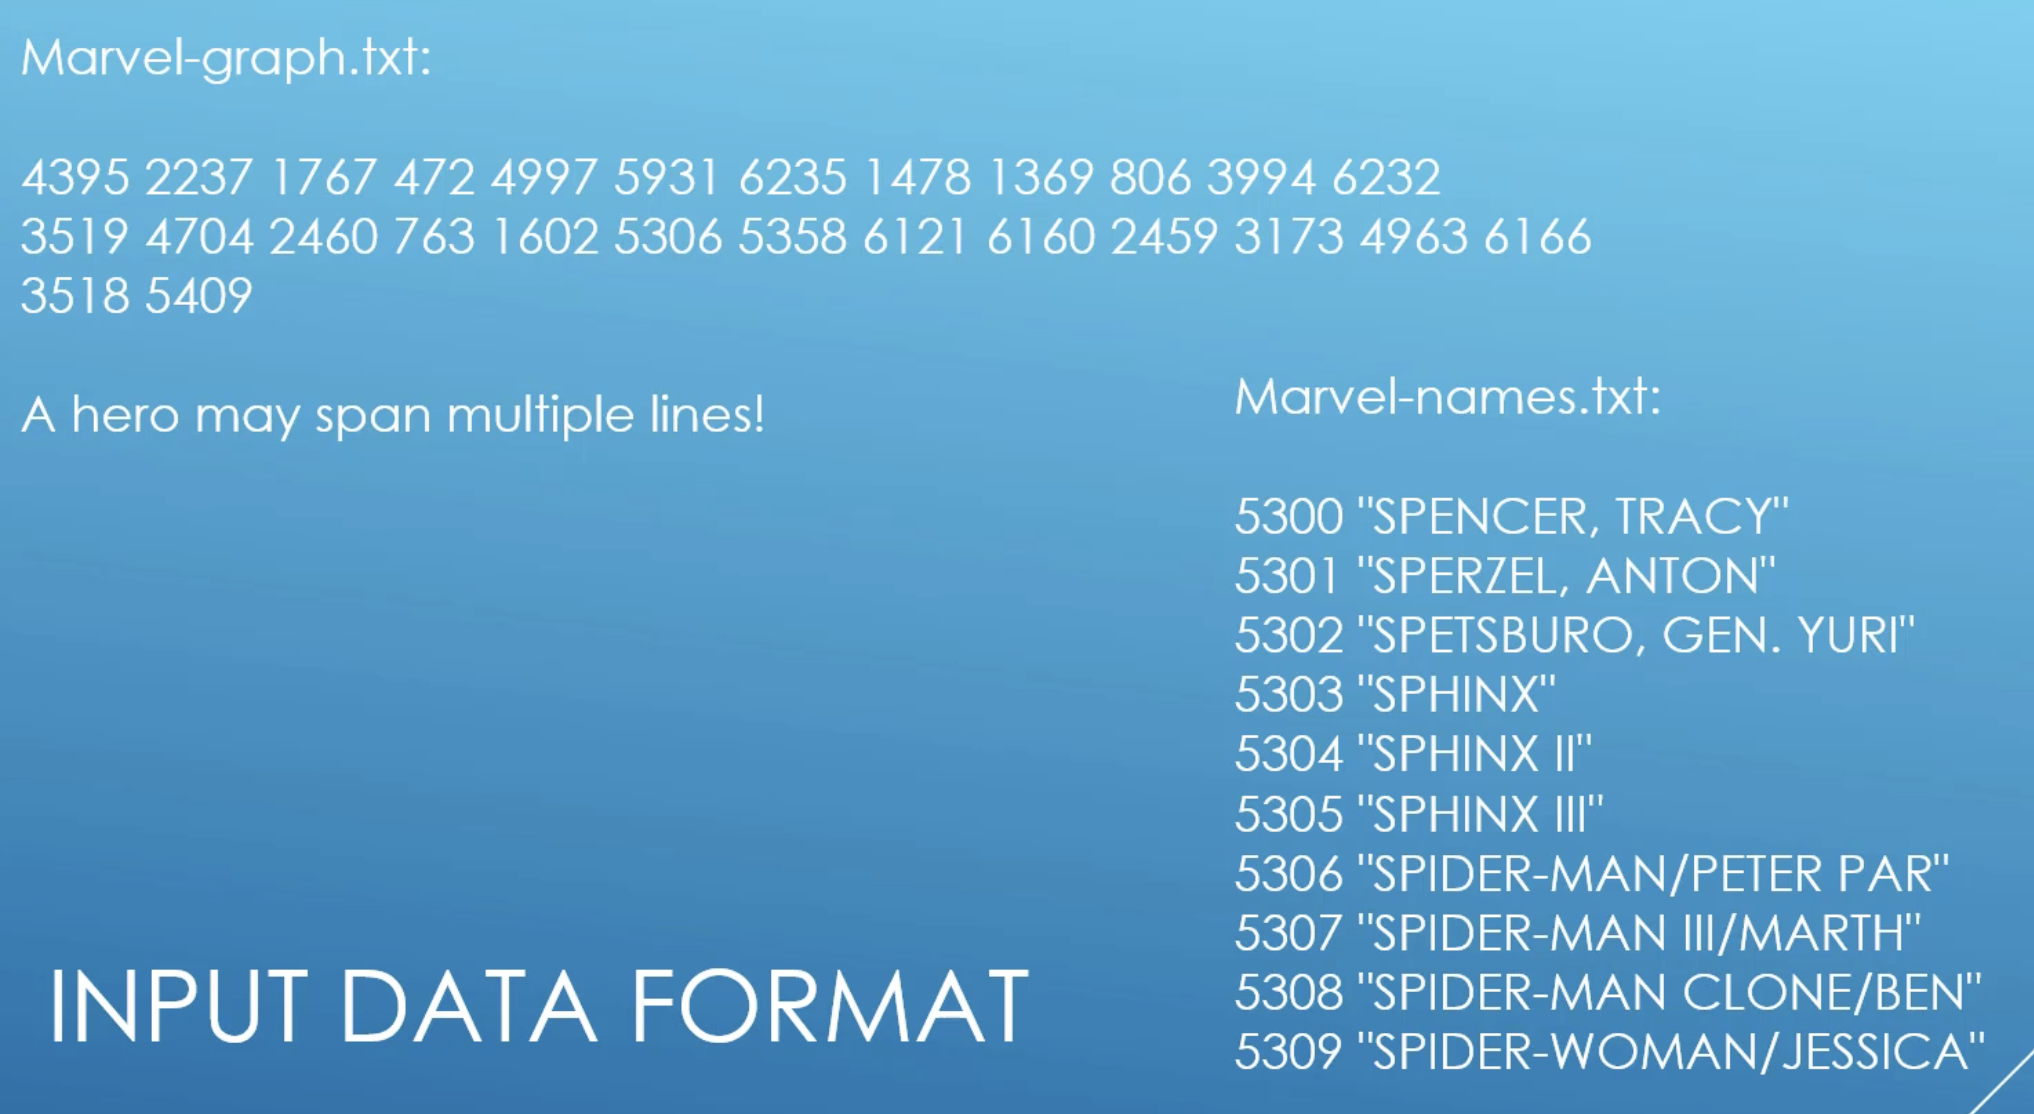 Marvel-graph.txt:
4395 2237 1767 472 4997 5931 6235 1478 1369 806 3994 6232
3519 4704 2460 763 1602 5306 5358 6121 6160 2459 3173 4963 6166
3518 5409
A hero may span multiple lines!
Marvel-names.txt:
5300 "SPENCER, TRACY"
5301 "SPERZEL, ANTON"
5302 "SPETSBURO, GEN. YURI"
5303 "SPHINX"
5304 "SPHINX II"
5305 "SPHINX III"
5306 "SPIDER-MAN/PETER PAR"
5307 "SPIDER-MAN III/MARTH"
5308 "SPIDER-MAN CLONE/BEN"
5309 "SPIDER-WOMAN/JESSICA"
INPUT DATA FORMAT